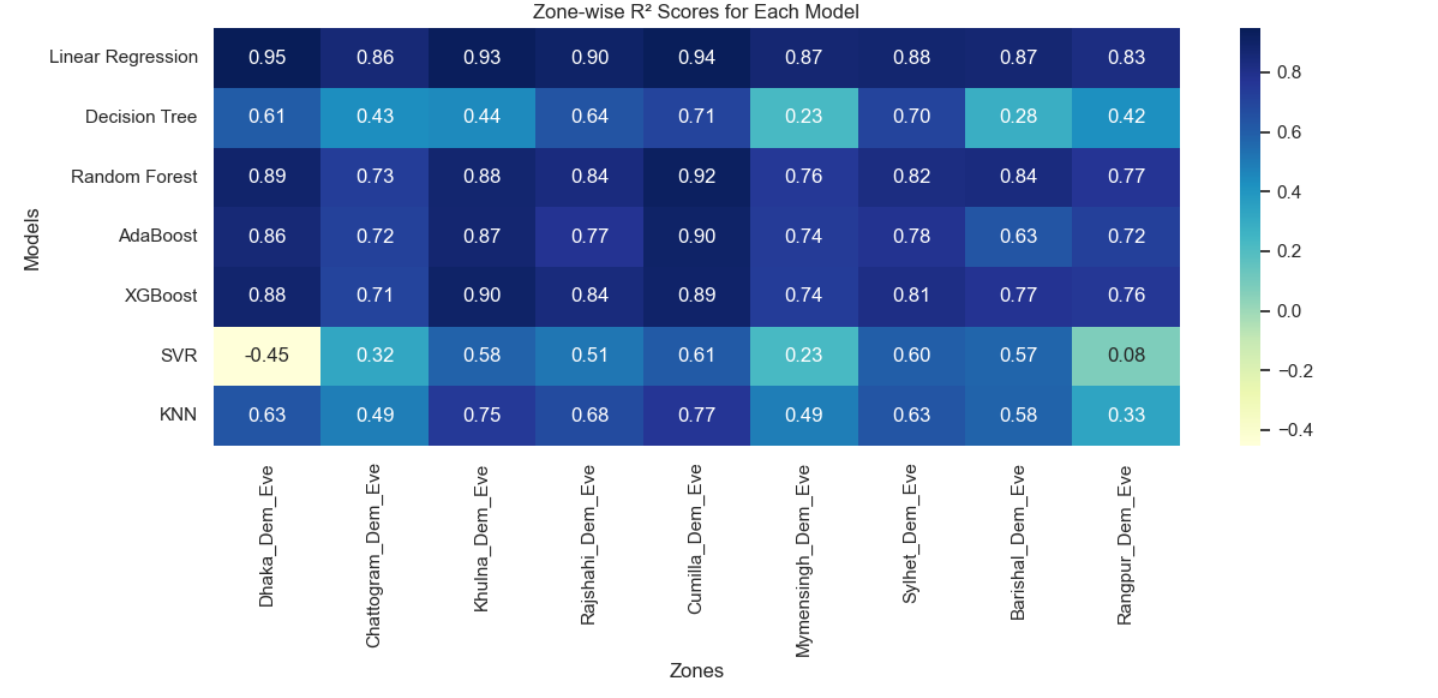 Zone-wise R² Scores for Each Model
Linear Regression 0.95 0.86 0.93 0.90 0.94 0.87 0.88 0.87 0.83
Decision Tree 0.61 0.43 0.44 0.64 0.71 0.23 0.70 0.28 0.42
Random Forest 0.89 0.73 0.88 0.84 0.92 0.76 0.82 0.84 0.77
AdaBoost 0.86 0.72 0.87 0.77 0.90 0.74 0.78 0.63 0.72
XGBoost 0.88 0.71 0.90 0.84 0.89 0.74 0.81 0.77 0.76
SVR -0.45 0.32 0.58 0.51 0.61 0.23 0.60 0.57 0.08
KNN 0.63 0.49 0.75 0.68 0.77 0.49 0.63 0.58 0.33
Models
Dhaka_Dem_Eve
Chattogram_Dem_Eve
Khulna_Dem_Eve
Rajshahi_Dem_Eve
Cumilla_Dem_Eve
Mymensingh_Dem_Eve
Sylhet_Dem_Eve
Barishal_Dem_Eve
Rangpur_Dem_Eve
Zones
0.8
0.6
0.4
0.2
0.0
−0.2
−0.4